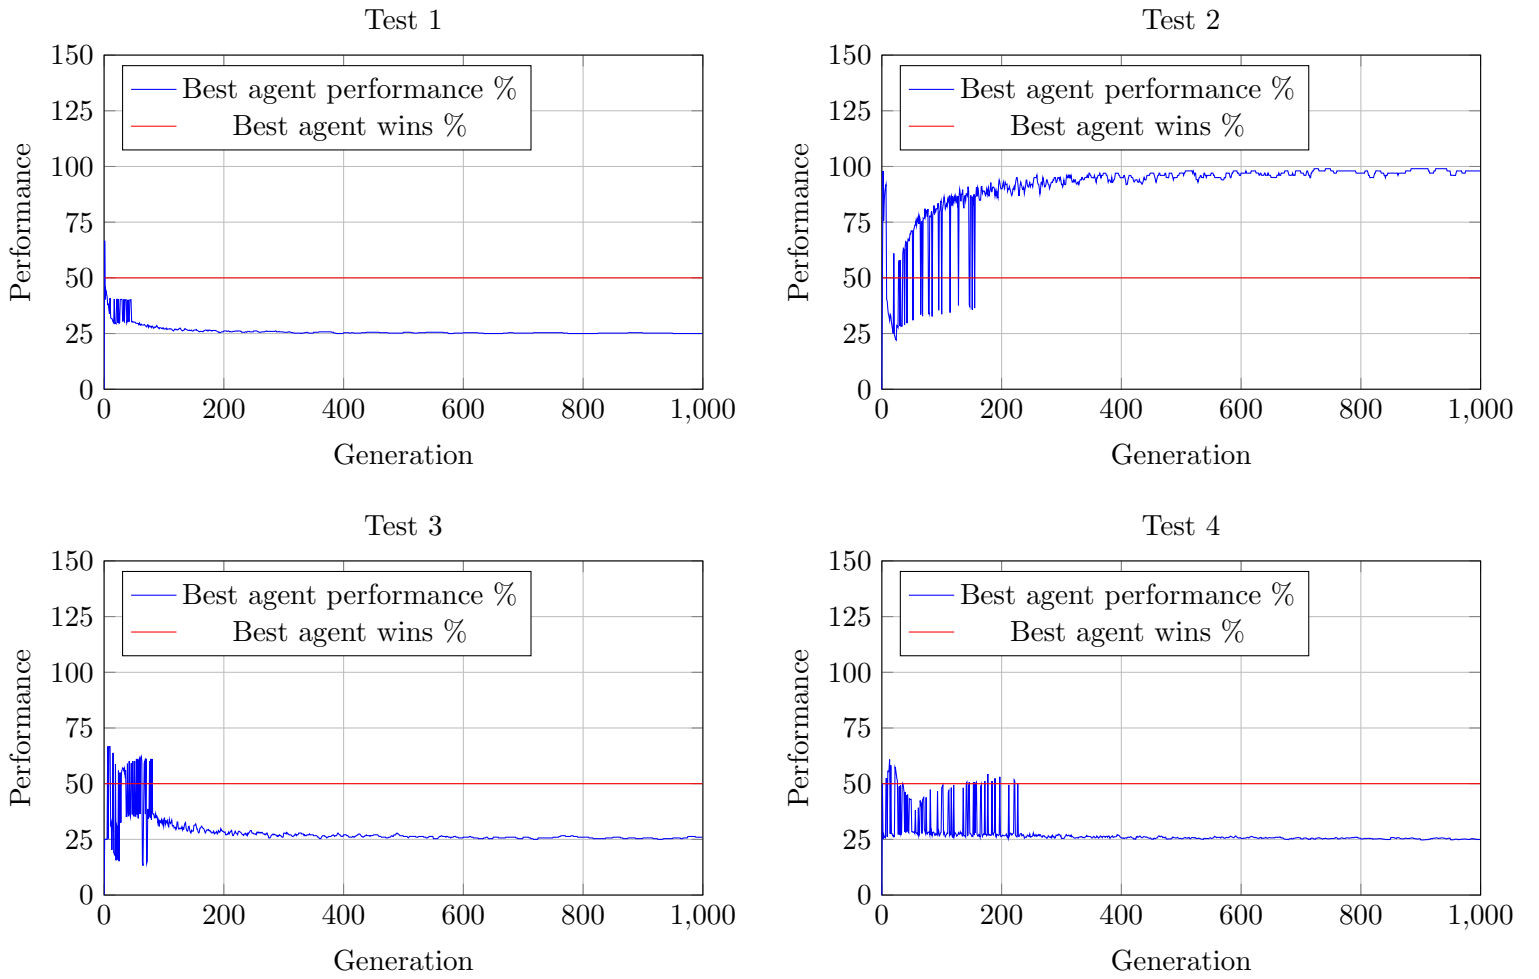 Test 1
150
125
100
75
50
25
0
Performance
Best agent performance %
Best agent wins %
0 200 400 600 800 1,000
Generation
Test 2
150
125
100
75
50
25
0
Performance
Best agent performance %
Best agent wins %
0 200 400 600 800 1,000
Generation
Test 3
150
125
100
75
50
25
0
Performance
Best agent performance %
Best agent wins %
0 200 400 600 800 1,000
Generation
Test 4
150
125
100
75
50
25
0
Performance
Best agent performance %
Best agent wins %
0 200 400 600 800 1,000
Generation